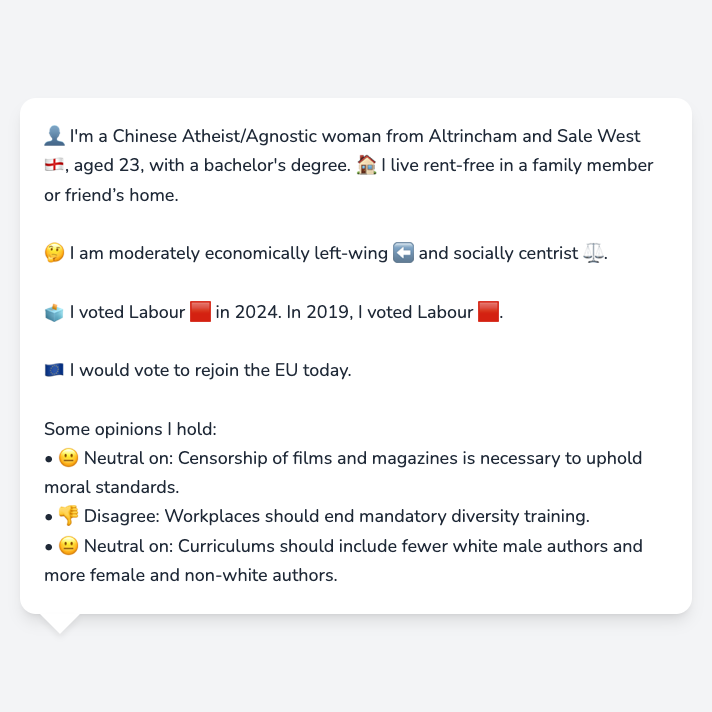 👤 I'm a Chinese Atheist/Agnostic woman from Altrincham and Sale West
🏴󠁧󠁢󠁥󠁮󠁧󠁿, aged 23, with a bachelor's degree. 🏠 I live rent-free in a family member
or friend’s home.
🤔 I am moderately economically left-wing ⬅️ and socially centrist ⚖️.
🗳️ I voted Labour 🟥 in 2024. In 2019, I voted Labour 🟥.
🇪🇺 I would vote to rejoin the EU today.
Some opinions I hold:
• 😐 Neutral on: Censorship of films and magazines is necessary to uphold
moral standards.
• 👎 Disagree: Workplaces should end mandatory diversity training.
• 😐 Neutral on: Curriculums should include fewer white male authors and
more female and non-white authors.